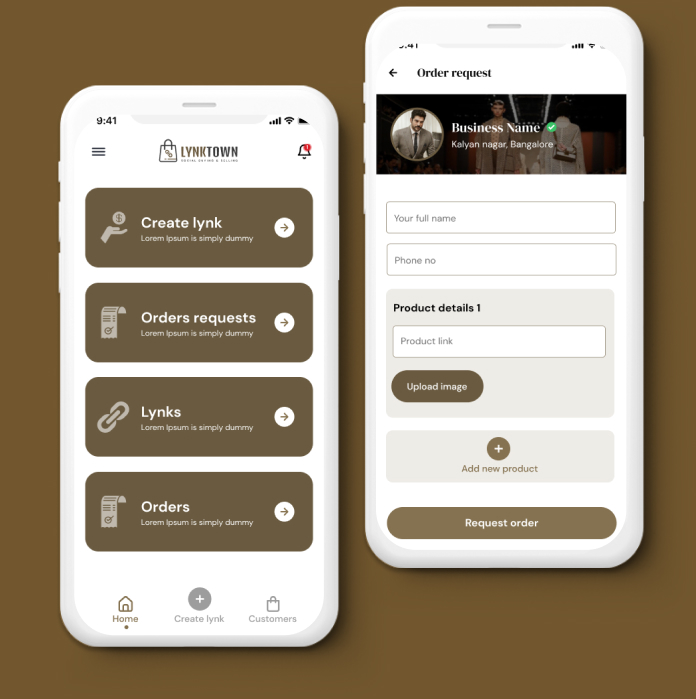 9:41
LYNKTOWN
SOCIAL BUYING & SELLING
Create lynk
Lorem Ipsum is simply dummy
Orders requests
Lorem Ipsum is simply dummy
Lynks
Lorem Ipsum is simply dummy
Orders
Lorem Ipsum is simply dummy
Home
Create lynk
Customers
9:41
Order request
Business Name
Kalyan nagar, Bangalore
Your full name
Phone no
Product details 1
Product link
Upload image
Add new product
Request order